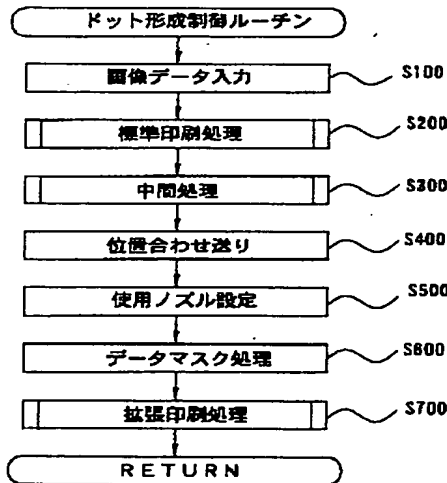 ドット形成制御ルーチン
画像データ入力 S100
標準印刷処理 S200
中間処理 S300
位置合わせ送り S400
使用ノズル設定 S500
データマスク処理 S600
拡張印刷処理 S700
RETURN